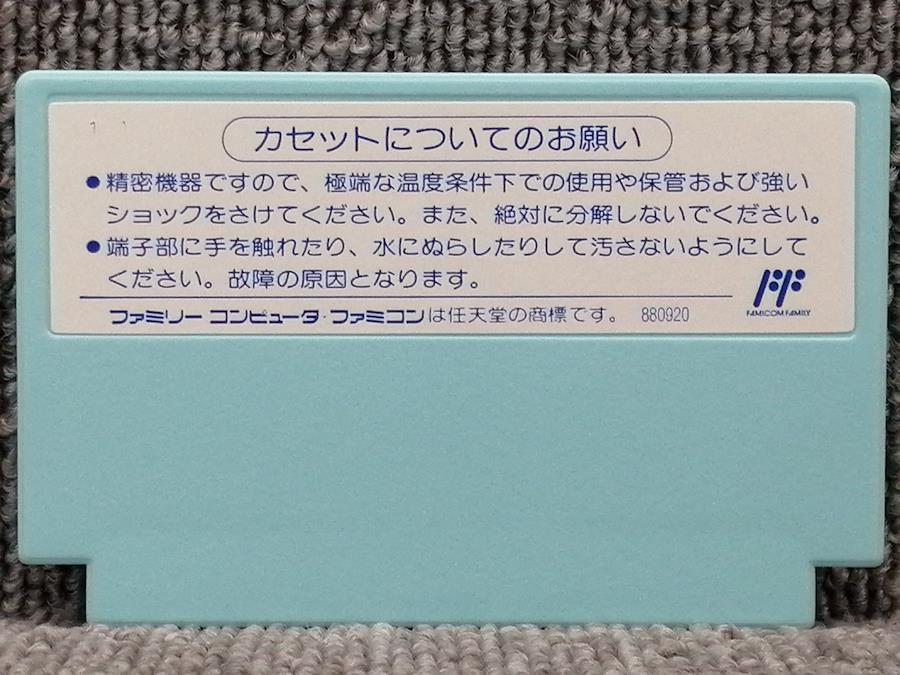 カセットについてのお願い
●精密機器ですので、極端な温度条件下での使用や保管および強い
ショックをさけてください。また、絶対に分解しないでください。
●端子部に手を触れたり、水にぬらしたりして汚さないようにして
ください。故障の原因となります。
ファミリー コンピュータ・ファミコンは任天堂の商標です。 880920
FAMICOM FAMILY